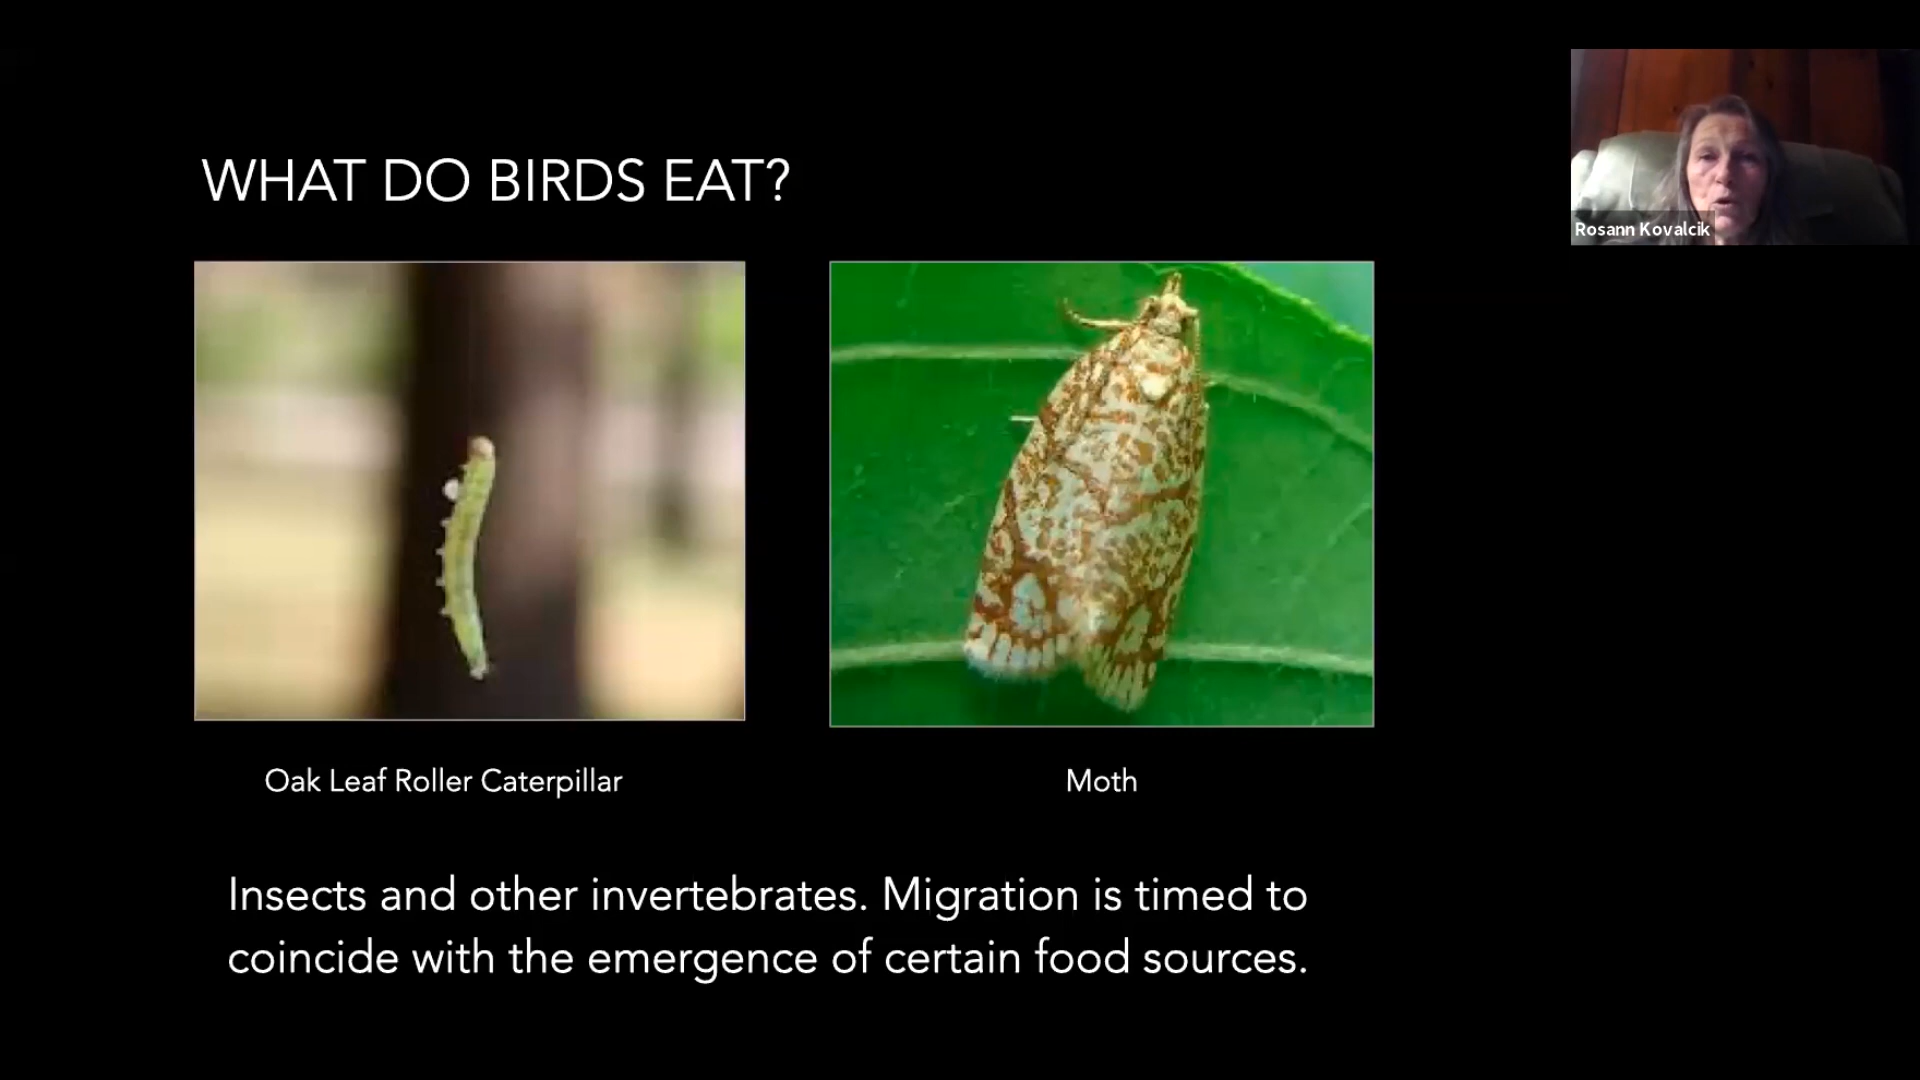 WHAT DO BIRDS EAT?
Rosann Kovalcik
Oak Leaf Roller Caterpillar
Moth
Insects and other invertebrates. Migration is timed to
coincide with the emergence of certain food sources.